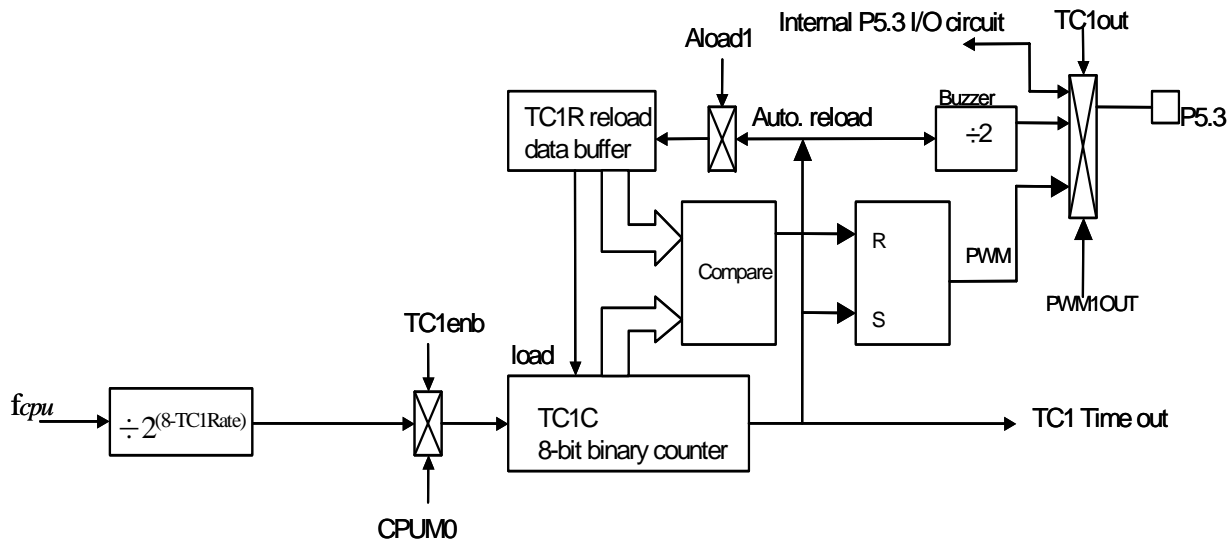 Internal P5.3 I/O circuit
TC1out
Aload1
Buzzer
TC1R reload
data buffer
Auto. reload
÷2
P5.3
R
Compare
PWM
S
PWM1OUT
TC1enb
load
fcpu
÷2(8-TC1Rate)
TC1C
8-bit binary counter
TC1 Time out
CPUM0